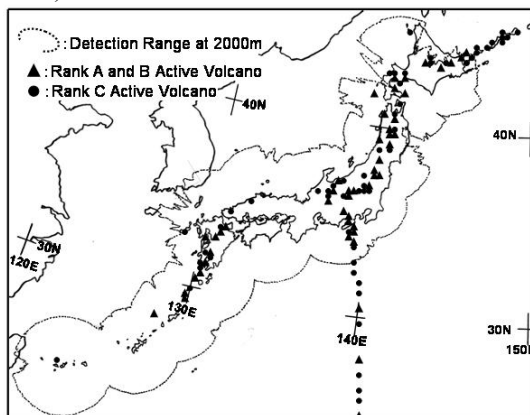 : Detection Range at 2000m
: Rank A and B Active Volcano
: Rank C Active Volcano
40N
40N
30N
120E
130E
140E
30N
150E